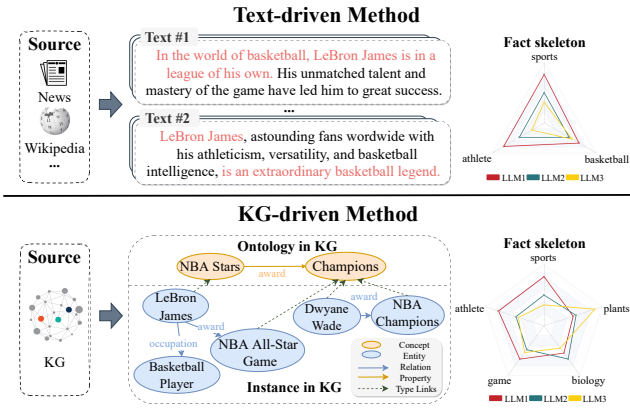 Text-driven Method
Source
News
Wikipedia
...
Text #1
In the world of basketball, LeBron James is in a
league of his own. His unmatched talent and
mastery of the game have led him to great success.
...
Text #2
LeBron James, astounding fans wordwide with
his athleticism, versatility, and basketball
intelligence, is an extraordinary basketball legend.
Fact skeleton
sports
athlete
basketball
LLM1 LLM2 LLM3
KG-driven Method
Source
KG
Ontology in KG
NBA Stars
award
Champions
LeBron
James
award
occupation
NBA All-Star
Game
Basketball
Player
Dwyane
Wade
award
NBA
Champions
Concept
Entity
Relation
Property
Type Links
Instance in KG
Fact skeleton
sports
athlete
plants
game
biology
LLM1 LLM2 LLM3